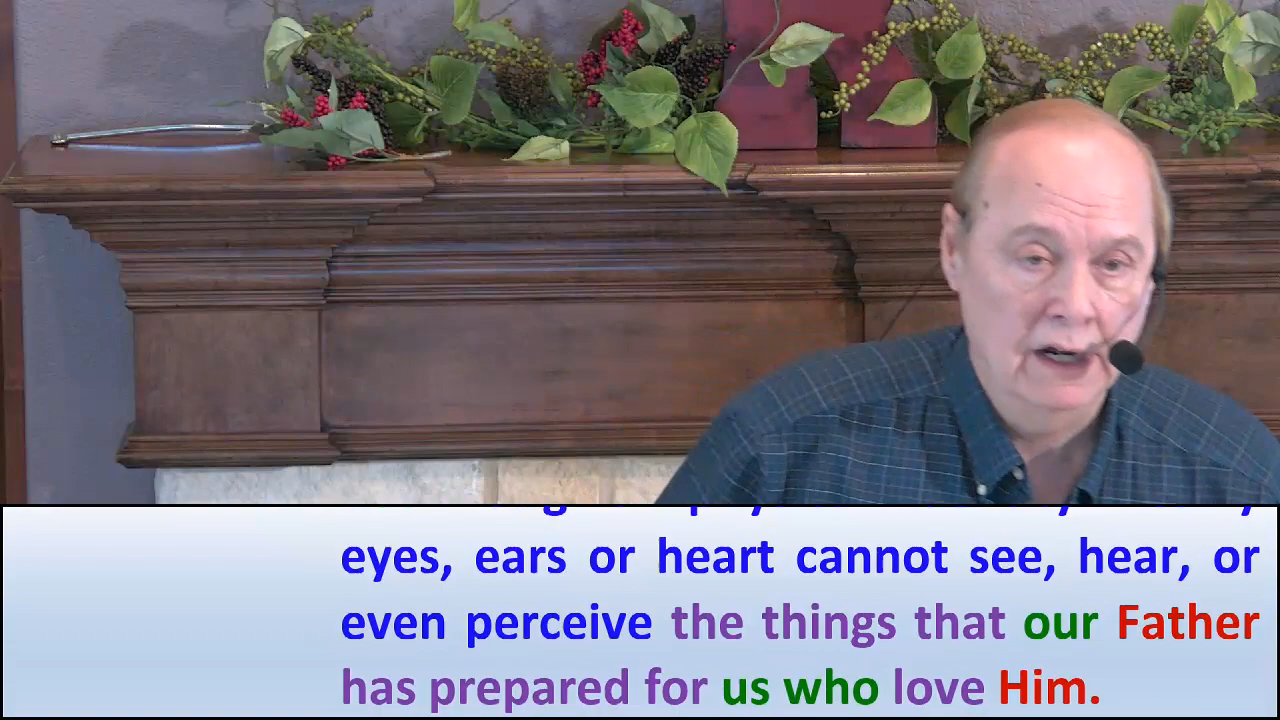 eyes, ears or heart cannot see, hear, or
even perceive the things that our Father
has prepared for us who love Him.